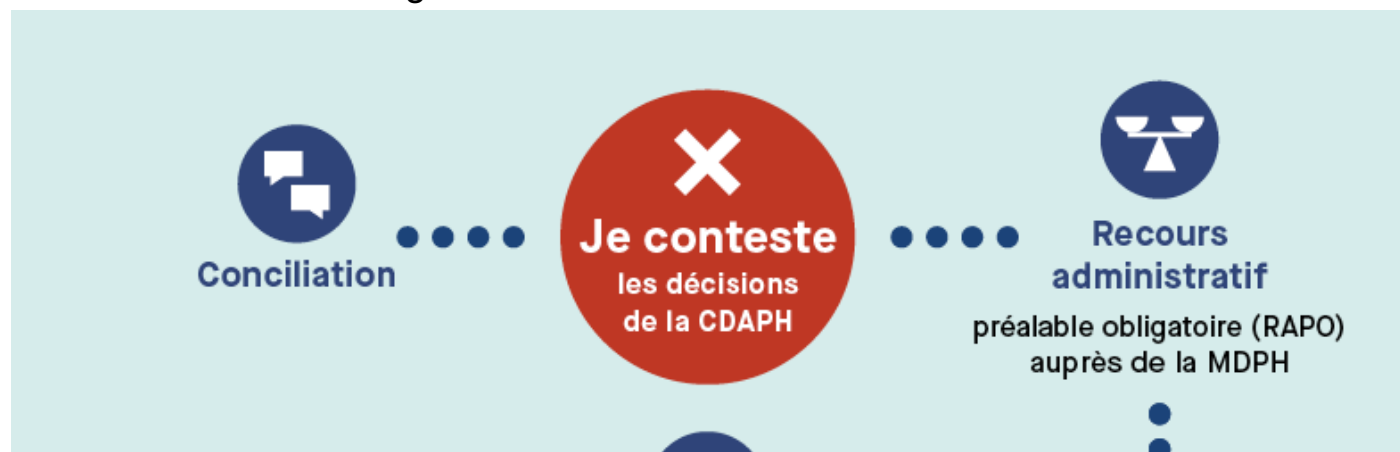 Conciliation
Je conteste
les décisions
de la CDAPH
Recours
administratif
préalable obligatoire (RAPO)
auprès de la MDPH